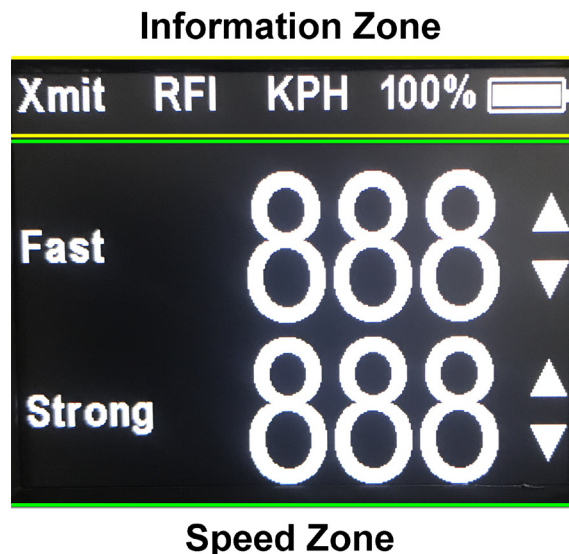 Information Zone
Xmit RFI KPH 100%
Fast 888
Strong 888
Speed Zone